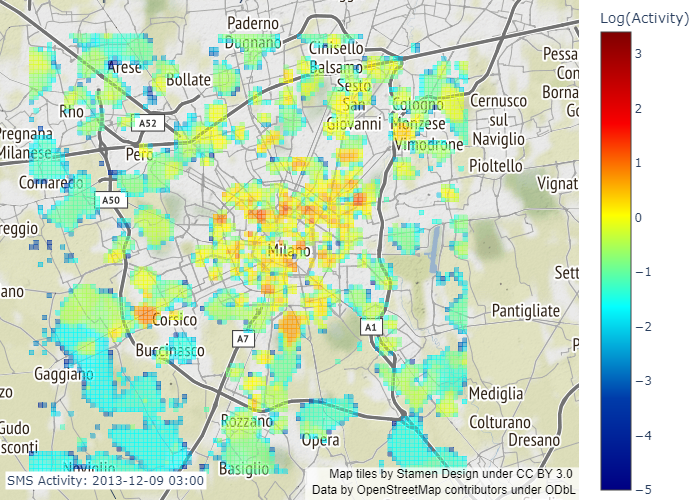 Log(Activity)
3
2
1
0
−1
−2
−3
−4
−5
Paderno
Dugnano
Cinisello
Balsamo
Pessa
Con
Borna
Go
Arese
Bollate
Sesto
San
Giovanni
Cologno
Monzese
Cernusco
sul
Naviglio
Rho
A52
Pregnana
Milanese
Pero
Vimodrone
Pioltello
Cornaredo
Vignat
A50
reggio
Milano
Sett
ano
Pantigliate
Corsico
A1
A7
Buccinasco
P
Gaggiano
zo
Mediglia
Rozzano
Colturano
Gudo
sconti
Opera
Dresano
Noviglio
Basiglio
SMS Activity: 2013-12-09 03:00
Map tiles by Stamen Design under CC BY 3.0
Data by OpenStreetMap contributors under ODbL